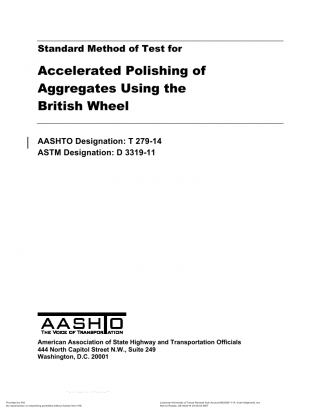 Standard Method of Test for
Accelerated Polishing of
Aggregates Using the
British Wheel
AASHTO Designation: T 279-14
ASTM Designation: D 3319-11
AASHTO
THE VOICE OF TRANSPORTATION
American Association of State Highway and Transportation Officials
444 North Capitol Street N.W., Suite 249
Washington, D.C. 20001